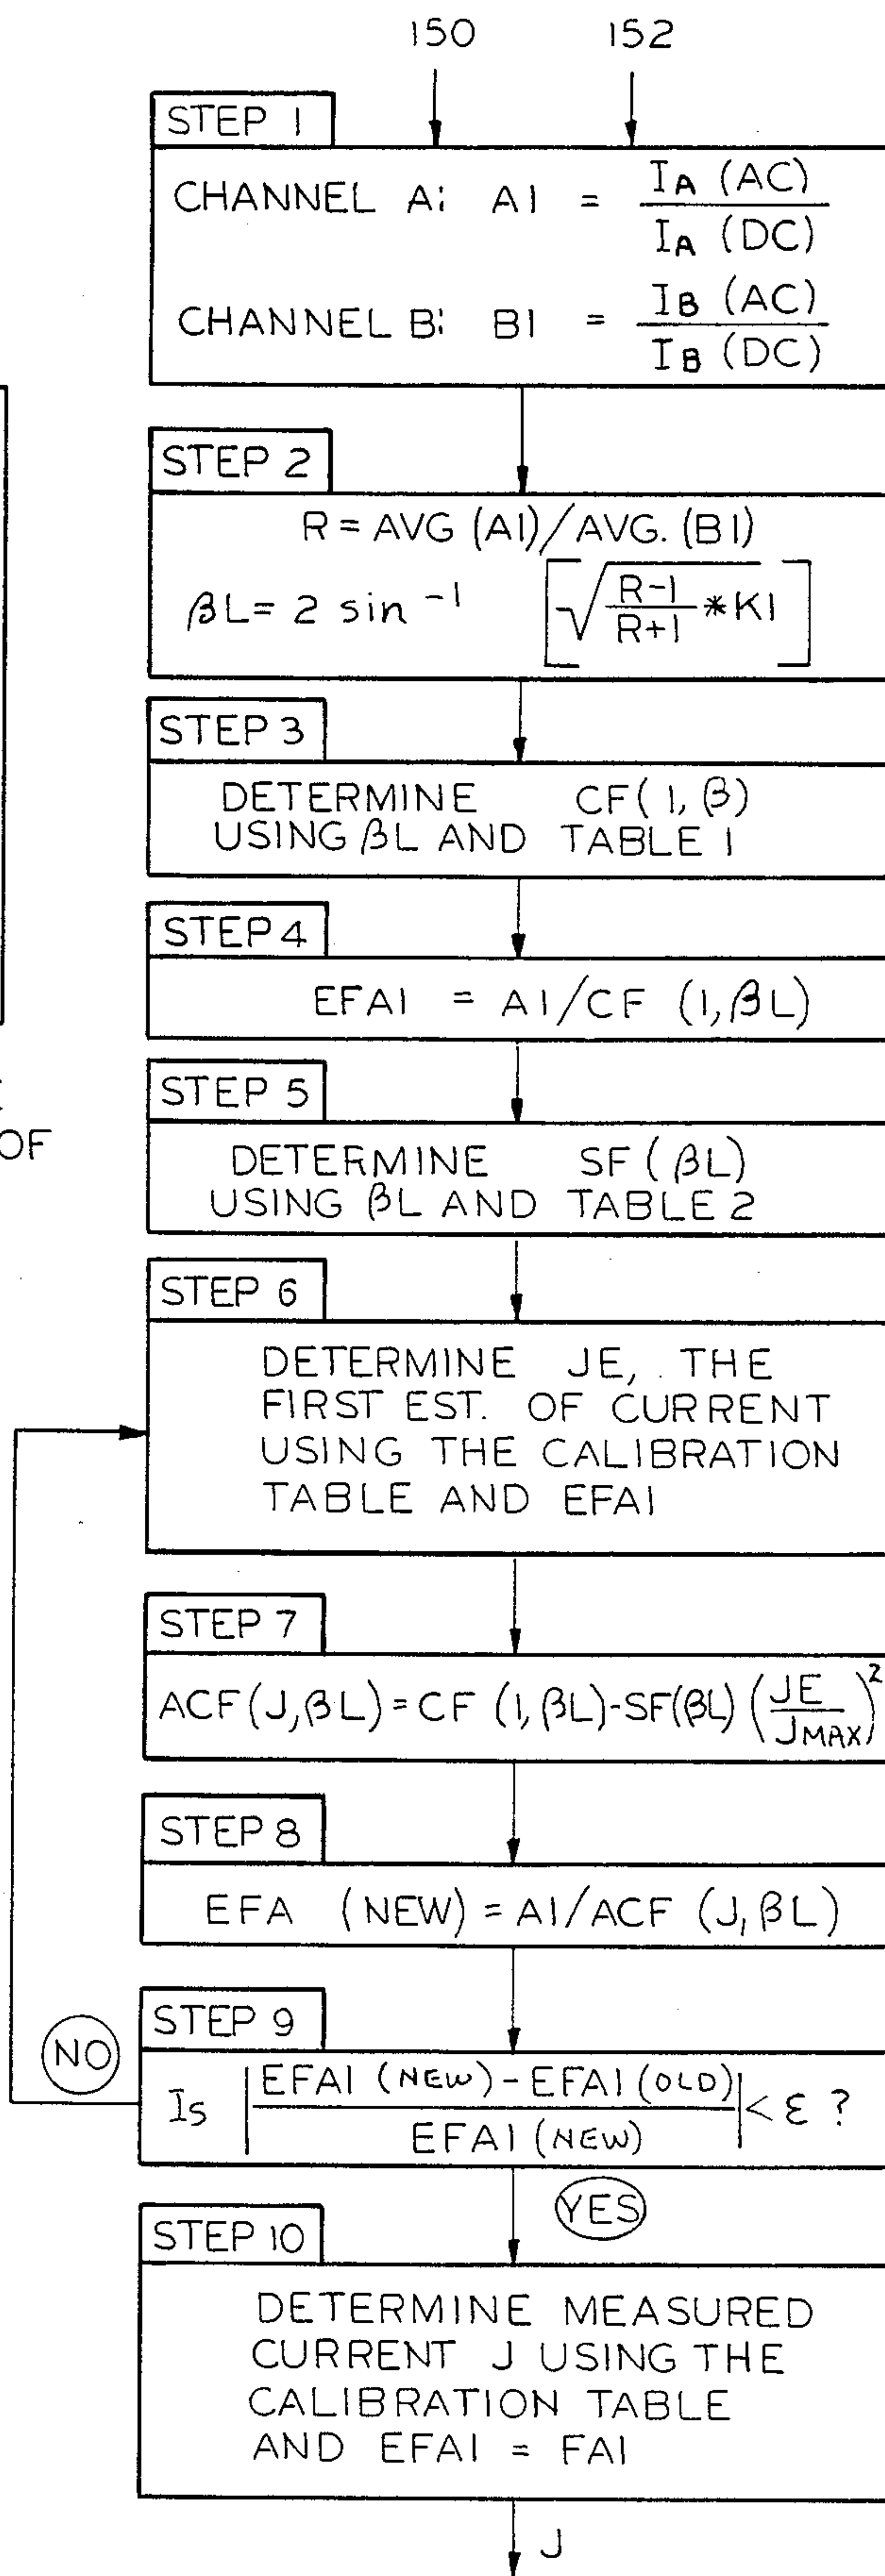 150 152
STEP 1
CHANNEL A: A1 = IA (AC) / IA (DC)
CHANNEL B: B1 = IB (AC) / IB (DC)
STEP 2
R = AVG (A1)/AVG. (B1)
βL = 2 sin⁻¹ [√((R-1)/(R+1) * K1)]
STEP 3
DETERMINE CF(1,β)
USING βL AND TABLE 1
STEP 4
EFA1 = A1/CF (1,βL)
STEP 5
DETERMINE SF(βL)
USING βL AND TABLE 2
OF
STEP 6
DETERMINE JE, THE
FIRST EST. OF CURRENT
USING THE CALIBRATION
TABLE AND EFA1
STEP 7
ACF(J,βL) = CF (1,βL)-SF(βL) (JE/JMAX)²
STEP 8
EFA (NEW) = A1/ACF (J,βL)
STEP 9
NO
Is |(EFA1 (NEW) - EFA1 (OLD)) / EFA1 (NEW)| < ε ?
YES
STEP 10
DETERMINE MEASURED
CURRENT J USING THE
CALIBRATION TABLE
AND EFA1 = FA1
J